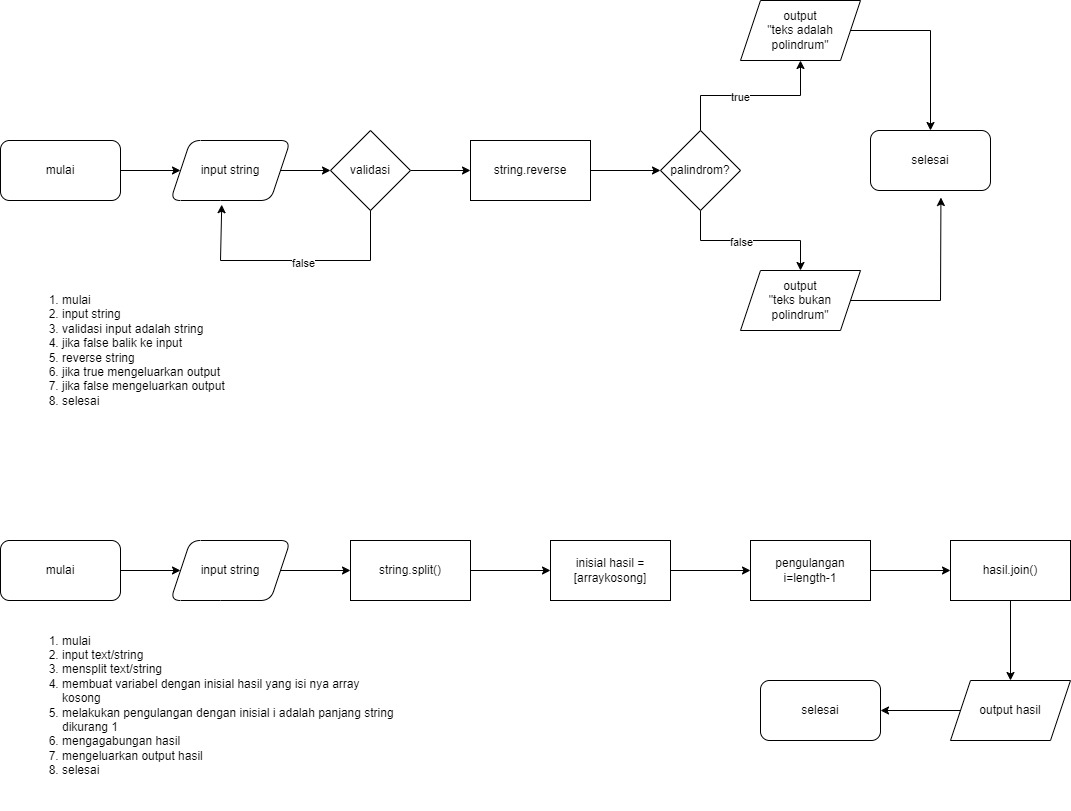 output
"teks adalah
polindrum"
true
mulai
input string
validasi
string.reverse
palindrom?
selesai
false
false
output
"teks bukan
polindrum"
1. mulai
2. input string
3. validasi input adalah string
4. jika false balik ke input
5. reverse string
6. jika true mengeluarkan output
7. jika false mengeluarkan output
8. selesai
mulai
input string
string.split()
inisial hasil =
[arraykosong]
pengulangan
i=length-1
hasil.join()
1. mulai
2. input text/string
3. mensplit text/string
4. membuat variabel dengan inisial hasil yang isi nya array
kosong
5. melakukan pengulangan dengan inisial i adalah panjang string
dikurang 1
6. mengagabungan hasil
7. mengeluarkan output hasil
8. selesai
selesai
output hasil